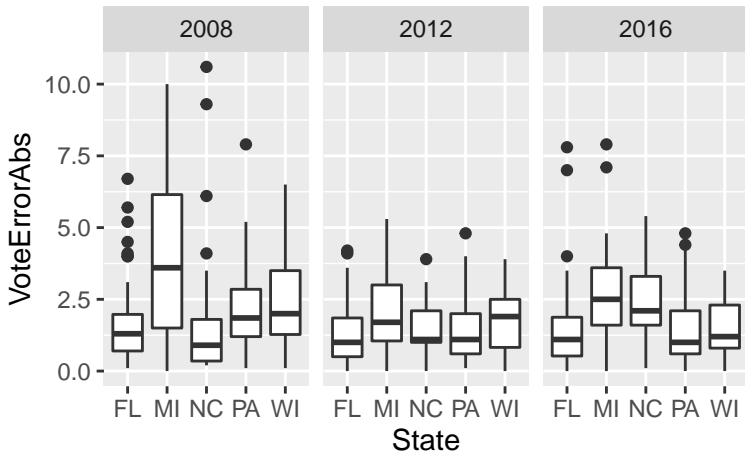 2008 2012 2016
VoteErrorAbs
10.0
7.5
5.0
2.5
0.0
FL MI NC PA WI FL MI NC PA WI FL MI NC PA WI
State